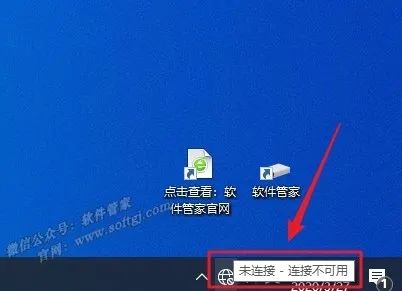 微信公众号：软件管家
www.softgj.com
点击查看：软
件管家官网
软件管家
未连接 - 连接不可用
2020/3/27
1